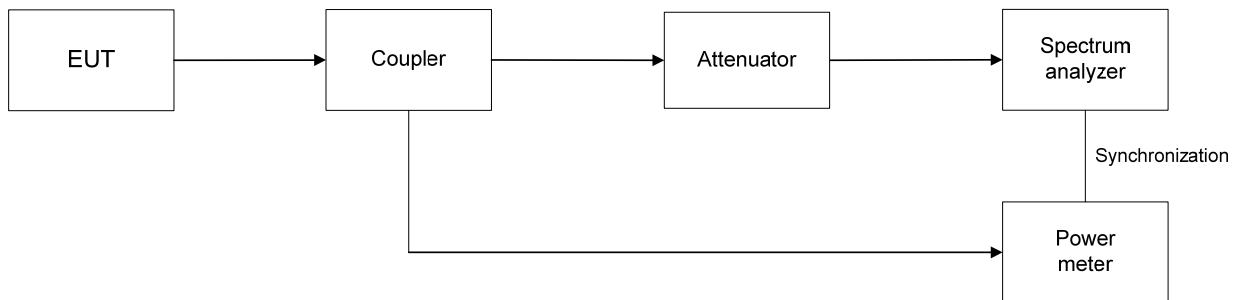 EUT
Coupler
Attenuator
Spectrum
analyzer
Synchronization
Power
meter